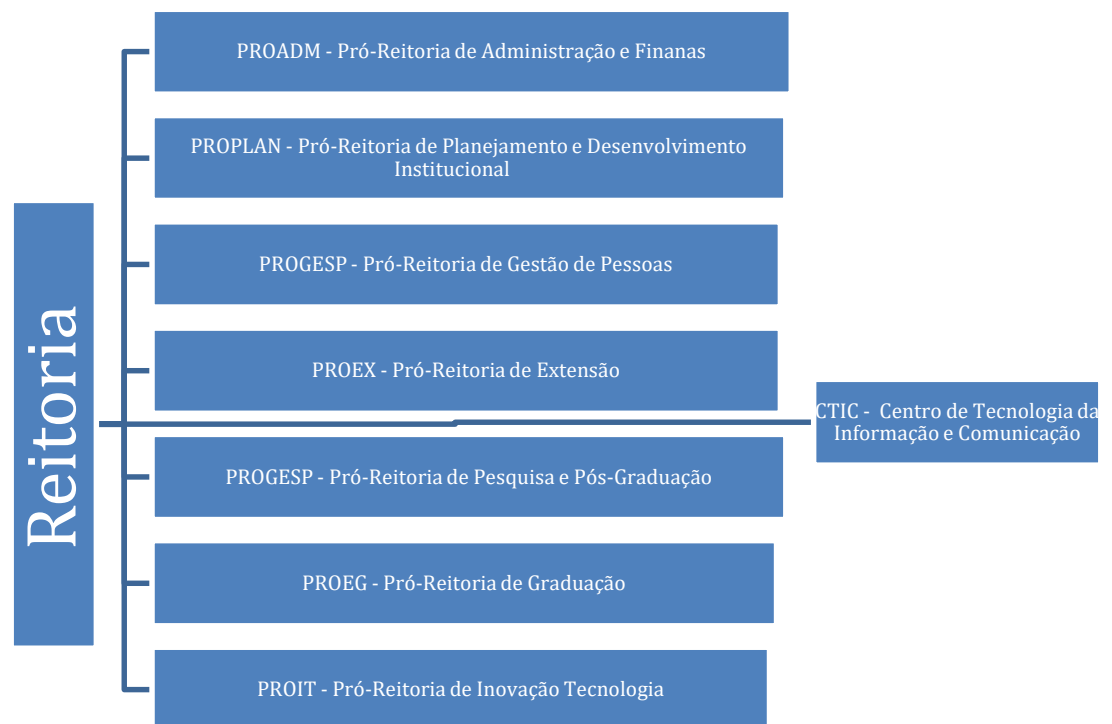 Reitoria
PROADM - Pró-Reitoria de Administração e Finanas
PROPLAN - Pró-Reitoria de Planejamento e Desenvolvimento
Institucional
PROGESP - Pró-Reitoria de Gestão de Pessoas
PROEX - Pró-Reitoria de Extensão
CTIC - Centro de Tecnologia da
Informação e Comunicação
PROGESP - Pró-Reitoria de Pesquisa e Pós-Graduação
PROEG - Pró-Reitoria de Graduação
PROIT - Pró-Reitoria de Inovação Tecnologia